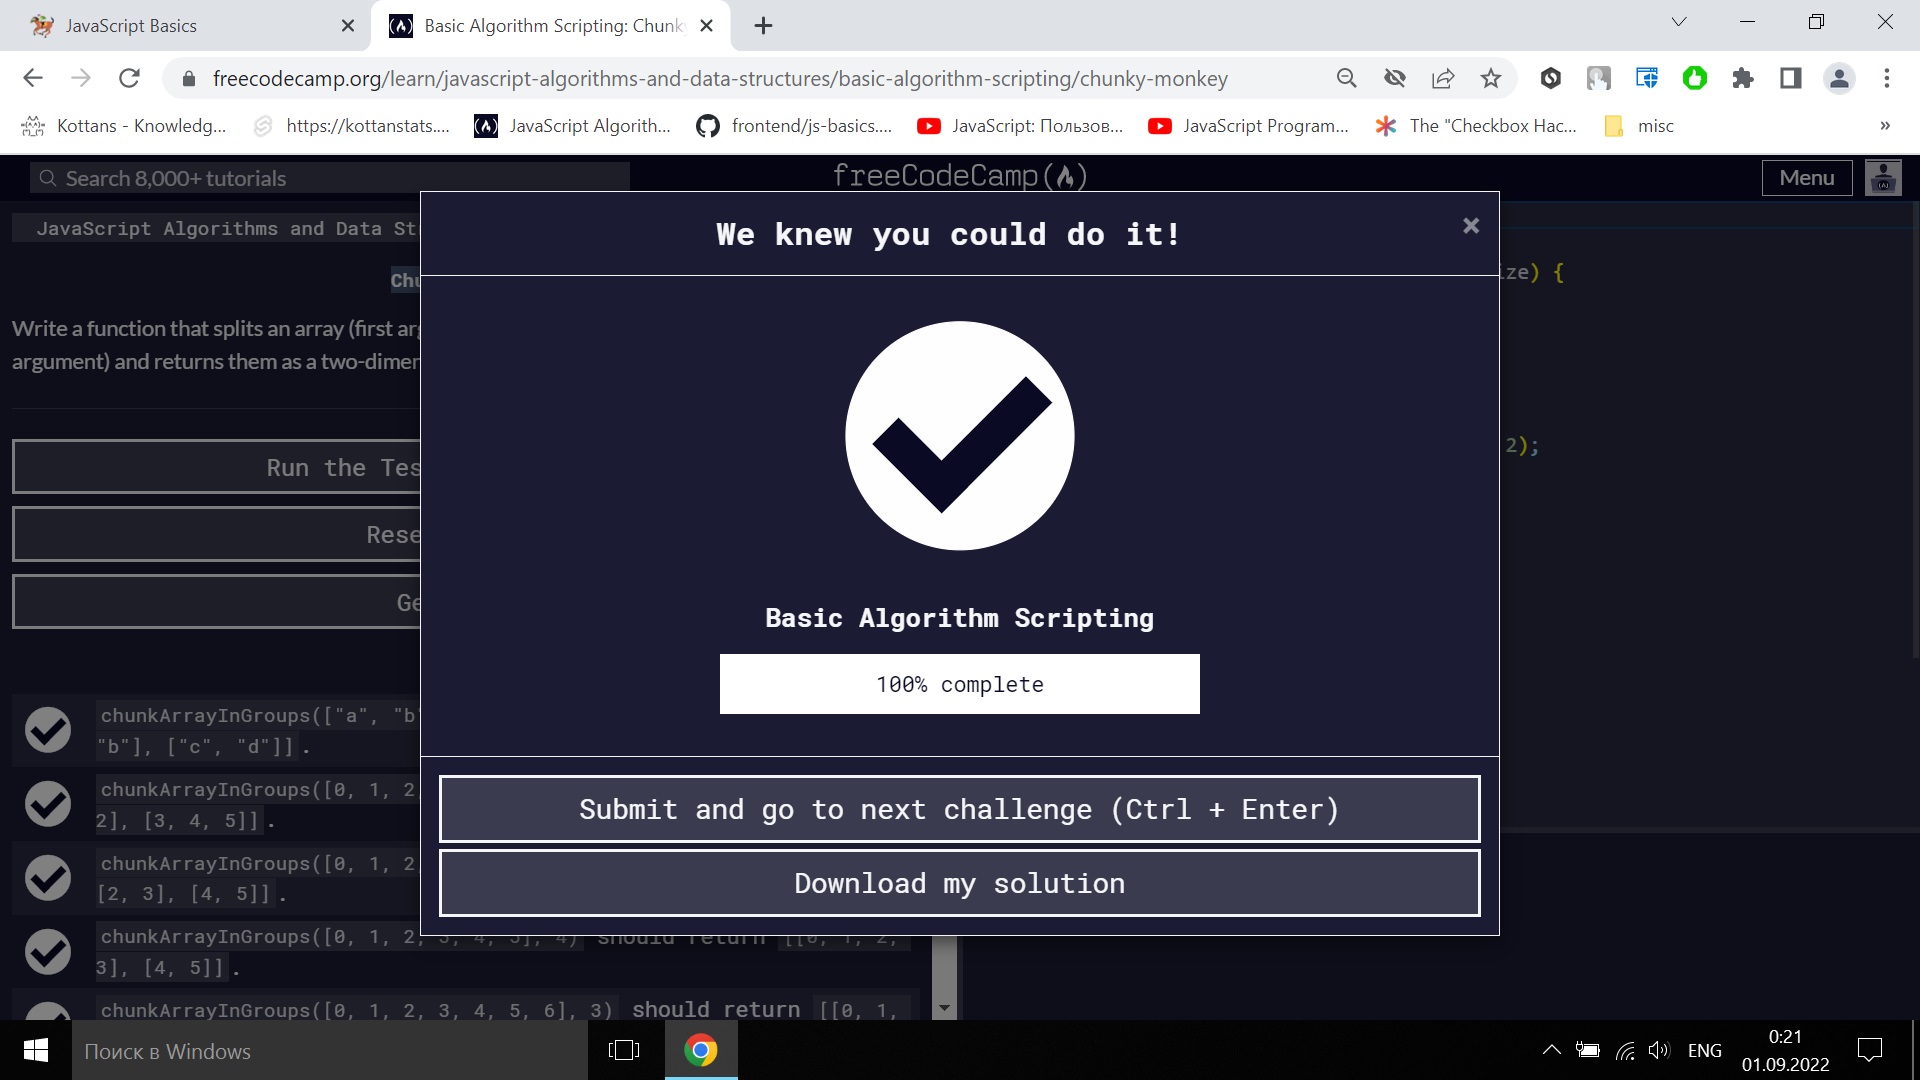 JavaScript Basics
Basic Algorithm Scripting: Chunk
freecodecamp.org/learn/javascript-algorithms-and-data-structures/basic-algorithm-scripting/chunky-monkey
Kottans - Knowledg...
https://kottanstats....
JavaScript Algorith...
frontend/js-basics....
JavaScript: Пользов...
JavaScript Program...
The "Checkbox Hac...
misc
»
Search 8,000+ tutorials
freeCodeCamp
Menu
JavaScript Algorithms and Data St
We knew you could do it!
ize) {
Chu
Write a function that splits an array (first arg
argument) and returns them as a two-dimen
2);
Run the Tes
Rese
Ge
Basic Algorithm Scripting
100% complete
chunkArrayInGroups(["a", "b"
"b"], ["c", "d"]].
chunkArrayInGroups([0, 1, 2,
2], [3, 4, 5]].
chunkArrayInGroups([0, 1, 2,
[2, 3], [4, 5]].
chunkArrayInGroups([0, 1, 2, 3, 4, 5], 4) should return [[0, 1, 2,
3], [4, 5]].
chunkArrayInGroups([0, 1, 2, 3, 4, 5, 6], 3) should return [[0, 1,
Submit and go to next challenge (Ctrl + Enter)
Download my solution
Поиск в Windows
ENG
0:21
01.09.2022